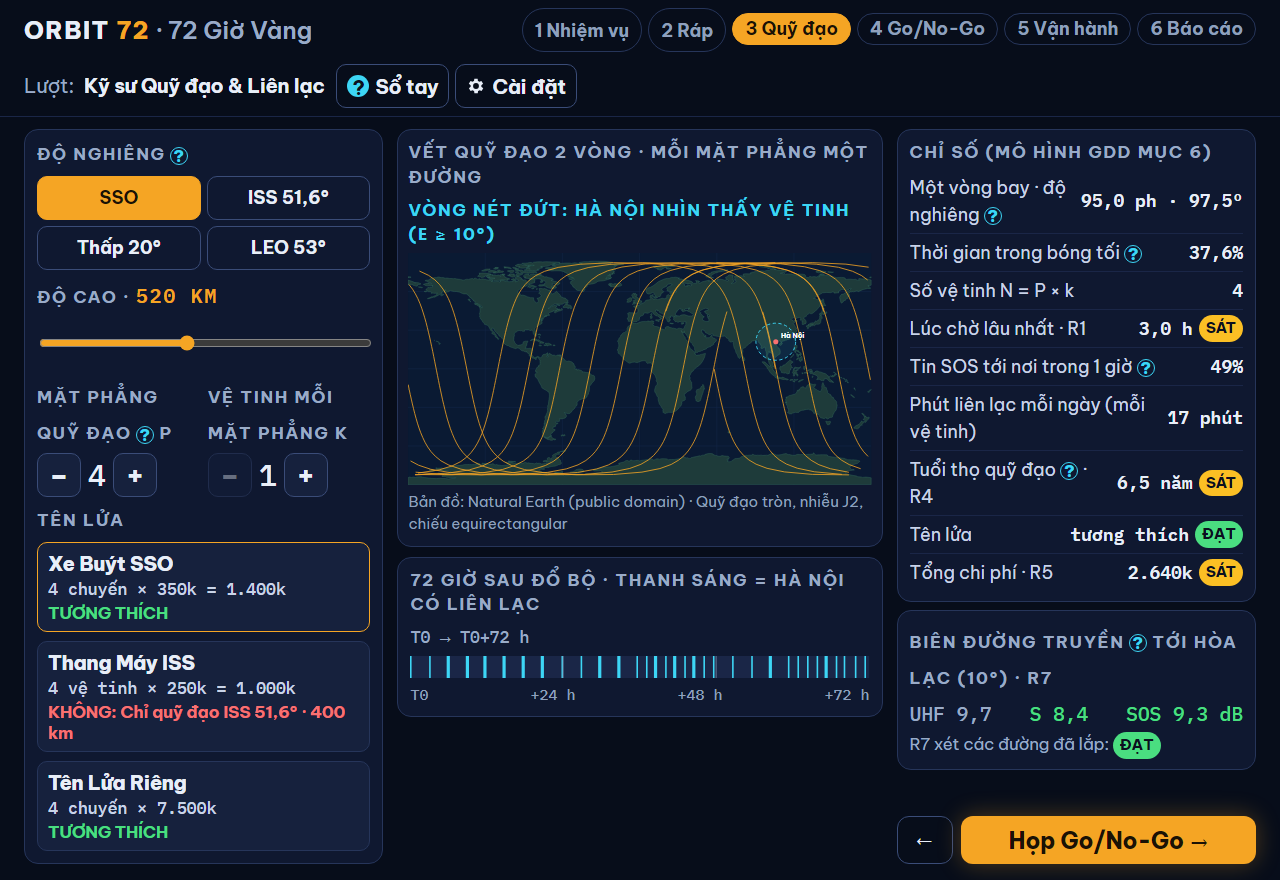 ORBIT 72 · 72 Giờ Vàng
1 Nhiệm vụ
2 Ráp
3 Quỹ đạo
4 Go/No-Go
5 Vận hành
6 Báo cáo
Lượt: Kỹ sư Quỹ đạo & Liên lạc
? Sổ tay
Cài đặt
ĐỘ NGHIÊNG ?
SSO
ISS 51,6°
Thấp 20°
LEO 53°
ĐỘ CAO · 520 KM
MẶT PHẲNG
QUỸ ĐẠO ? P
− 4 +
VỆ TINH MỖI
MẶT PHẲNG K
− 1 +
TÊN LỬA
Xe Buýt SSO
4 chuyến × 350k = 1.400k
TƯƠNG THÍCH
Thang Máy ISS
4 vệ tinh × 250k = 1.000k
KHÔNG: Chỉ quỹ đạo ISS 51,6° · 400
km
Tên Lửa Riêng
4 chuyến × 7.500k
TƯƠNG THÍCH
VẾT QUỸ ĐẠO 2 VÒNG · MỖI MẶT PHẲNG MỘT
ĐƯỜNG
VÒNG NÉT ĐỨT: HÀ NỘI NHÌN THẤY VỆ TINH
(E ≥ 10°)
Hà Nội
Bản đồ: Natural Earth (public domain) · Quỹ đạo tròn, nhiễu J2,
chiếu equirectangular
72 GIỜ SAU ĐỔ BỘ · THANH SÁNG = HÀ NỘI
CÓ LIÊN LẠC
T0 → T0+72 h
T0
+24 h
+48 h
+72 h
CHỈ SỐ (MÔ HÌNH GDD MỤC 6)
Một vòng bay · độ
nghiêng ?
95,0 ph · 97,5°
Thời gian trong bóng tối ? 37,6%
Số vệ tinh N = P × k 4
Lúc chờ lâu nhất · R1 3,0 h SÁT
Tin SOS tới nơi trong 1 giờ ? 49%
Phút liên lạc mỗi ngày (mỗi
vệ tinh)
17 phút
Tuổi thọ quỹ đạo ? ·
R4
6,5 năm SÁT
Tên lửa tương thích ĐẠT
Tổng chi phí · R5 2.640k SÁT
BIÊN ĐƯỜNG TRUYỀN ? TỚI HÒA
LẠC (10°) · R7
UHF 9,7 S 8,4 SOS 9,3 dB
R7 xét các đường đã lắp: ĐẠT
←
Họp Go/No-Go →